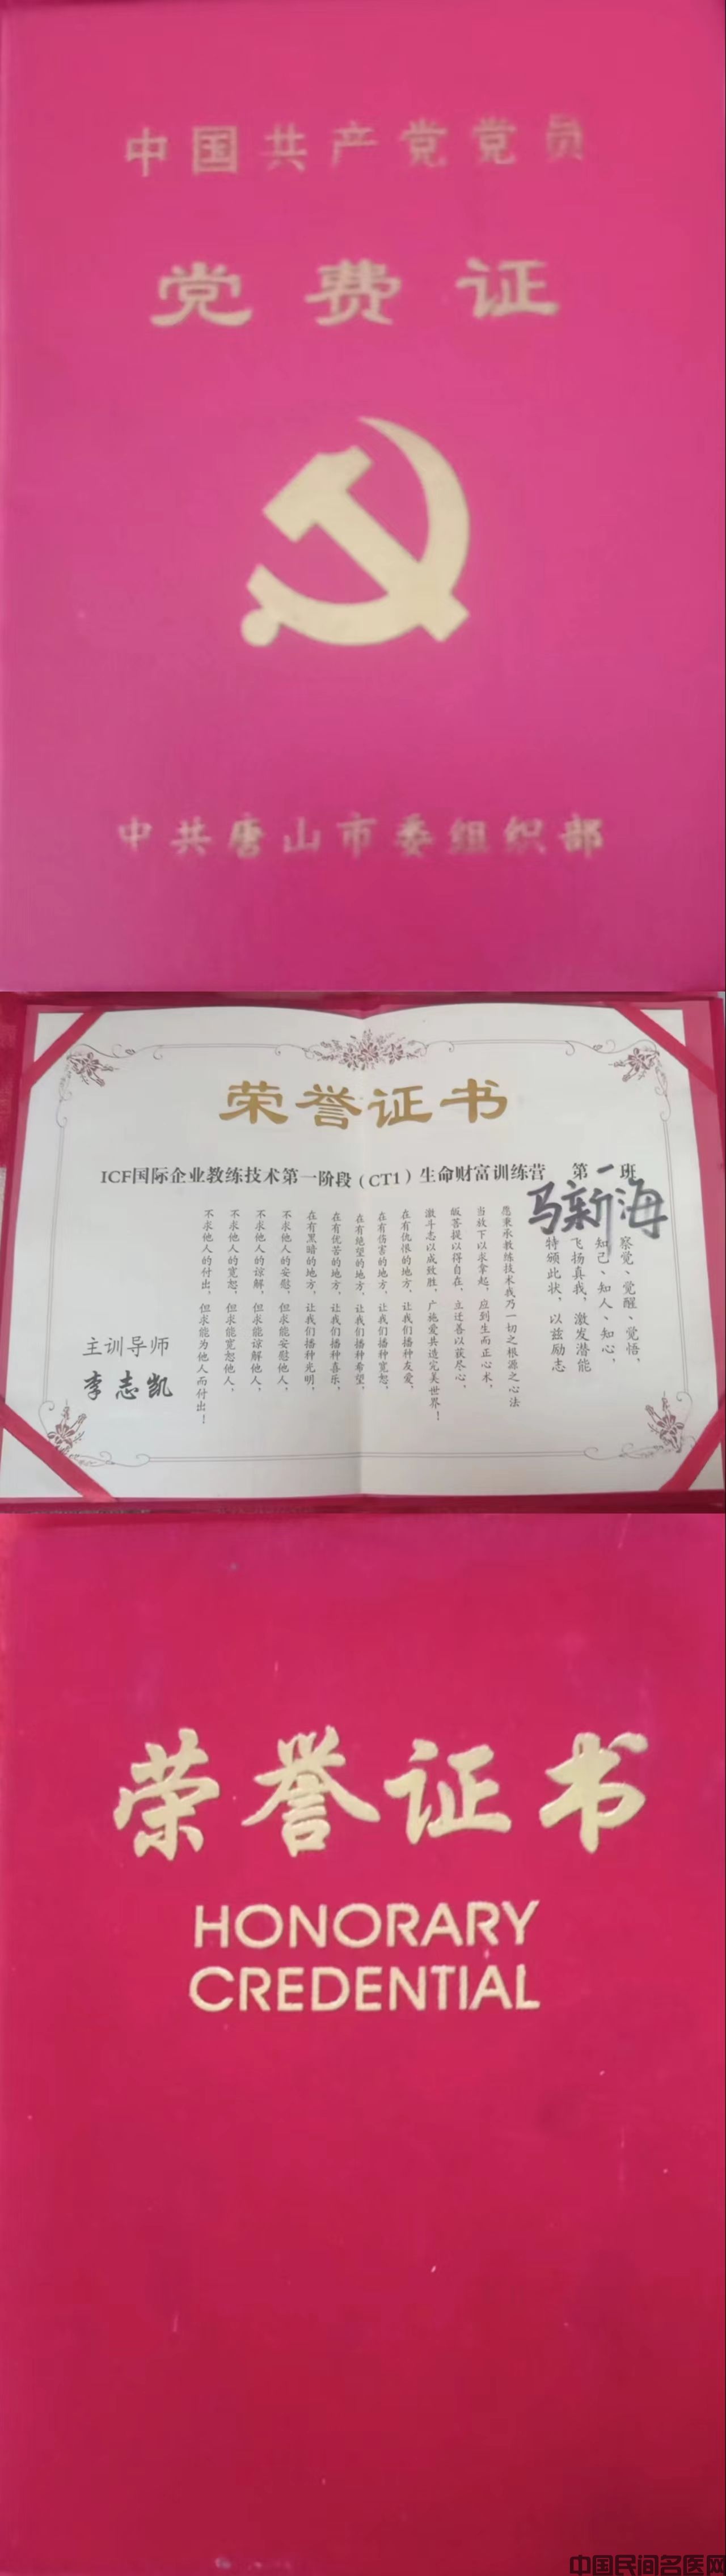 中国共产党党员
党费证
中共唐山市委组织部
荣誉证书
ICF国际企业教练技术第一阶段（CT1）生命财富训练营 第一班
马新海
察觉、觉醒、觉悟，
知己、知人、知心，
飞扬真我，激发潜能
特颁此状，以兹励志
愿秉承教练技术我乃一切之根源之心法
当放下以求拿起，应到生而正心术，
皈菩提以得自在，立迁善以获尽心，
激斗志以成致胜，广施爱共造完美世界！
在有仇恨的地方，让我们播种友爱，
在有伤害的地方，让我们播种宽恕，
在有绝望的地方，让我们播种希望，
在有忧苦的地方，让我们播种喜乐，
在有黑暗的地方，让我们播种光明，
不求他人的安慰，但求能安慰他人，
不求他人的谅解，但求能谅解他人，
不求他人的宽恕，但求能宽恕他人，
不求他人的付出，但求能为他人而付出！
主训导师
李志凯
荣誉证书
HONORARY
CREDENTIAL
中国民间名医网